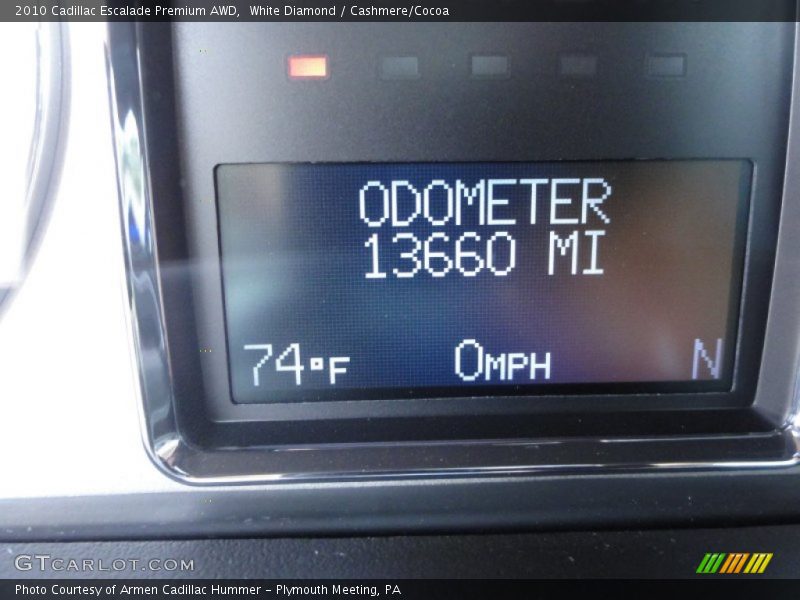 2010 Cadillac Escalade Premium AWD,  White Diamond / Cashmere/Cocoa
ODOMETER
13660 MI
74°F 0MPH N
GTCARLOT.COM
Photo Courtesy of Armen Cadillac Hummer - Plymouth Meeting, PA